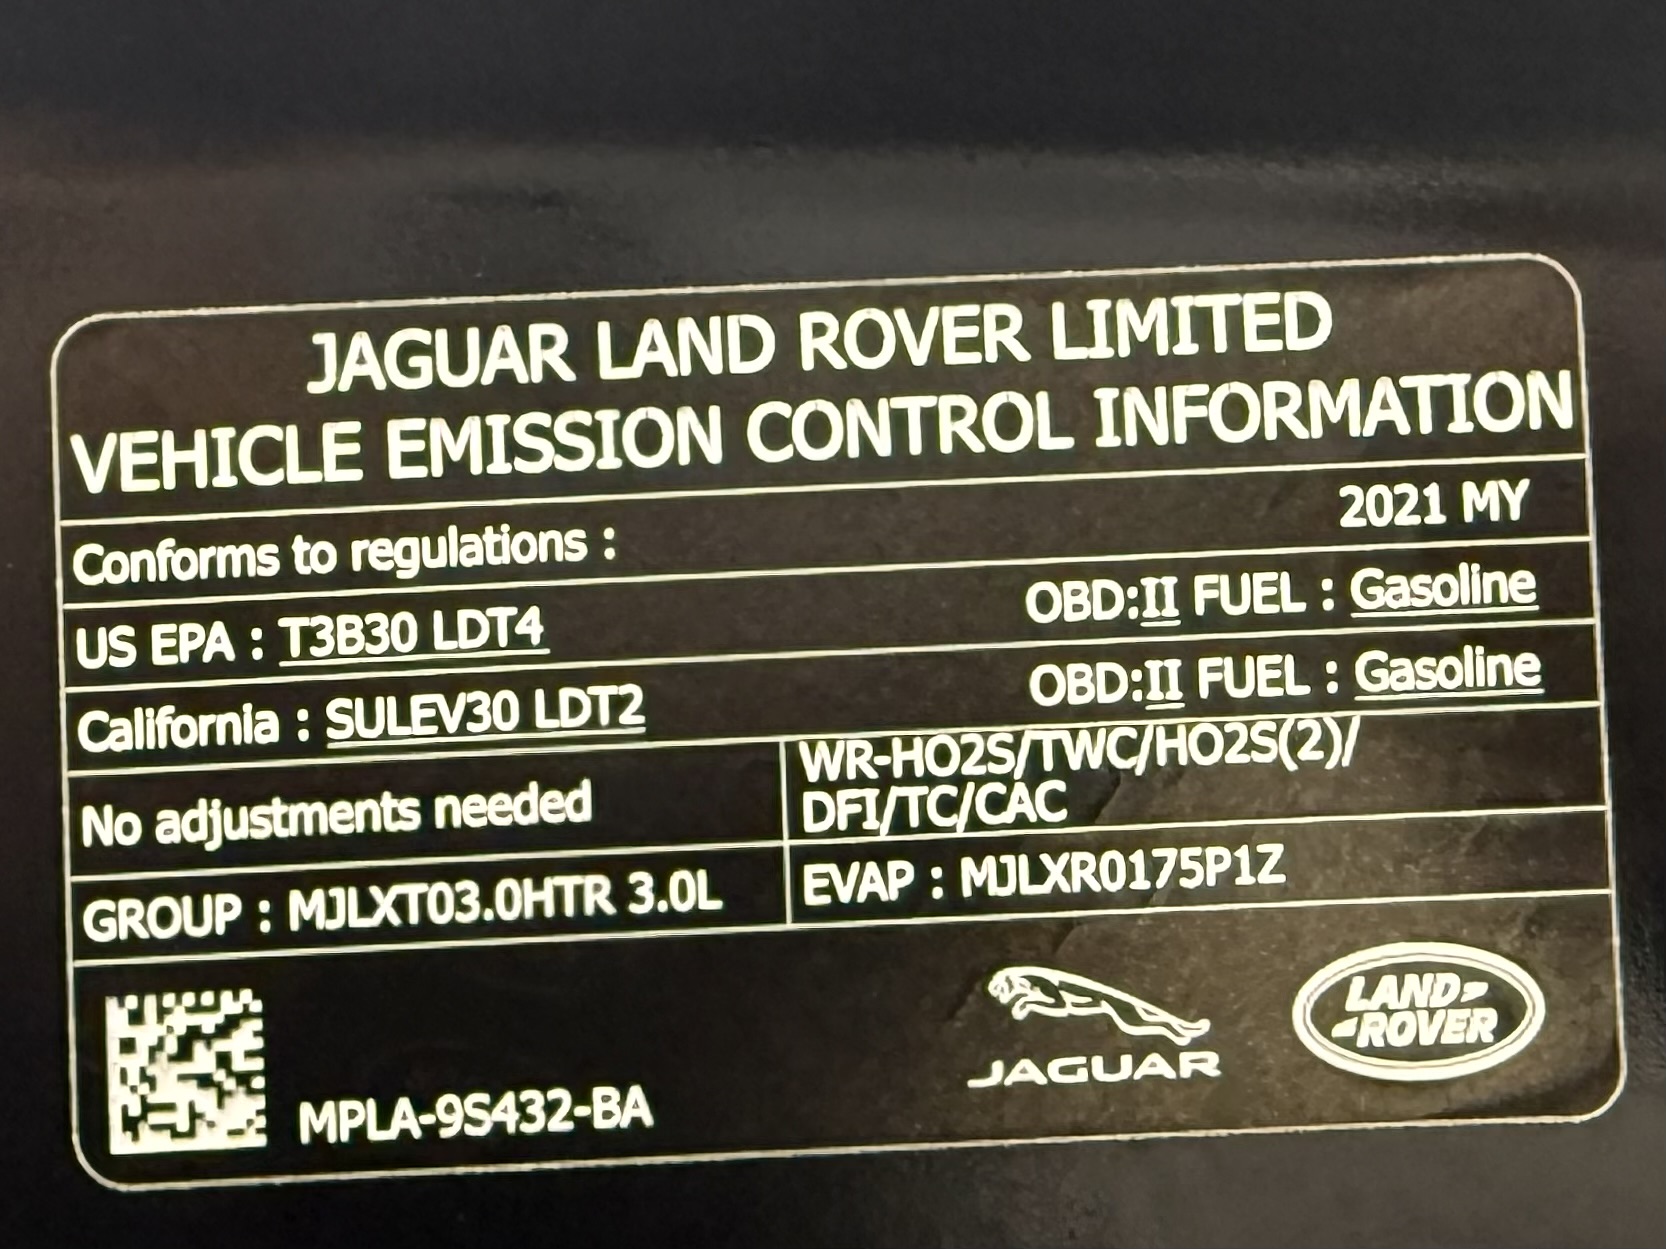 JAGUAR LAND ROVER LIMITED
VEHICLE EMISSION CONTROL INFORMATION
Conforms to regulations : 2021 MY
US EPA : T3B30 LDT4 OBD:II FUEL : Gasoline
California : SULEV30 LDT2 OBD:II FUEL : Gasoline
No adjustments needed
WR-HO2S/TWC/HO2S(2)/
DFI/TC/CAC
GROUP : MJLXT03.0HTR 3.0L EVAP : MJLXR0175P1Z
MPLA-9S432-BA
JAGUAR
LAND
ROVER